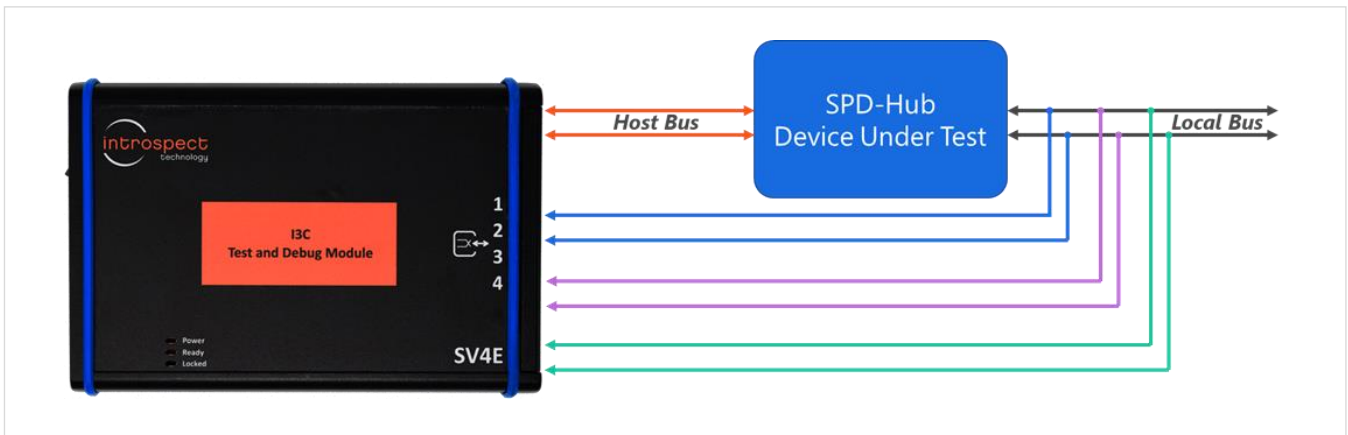 introspect
technology
I3C
Test and Debug Module
1
2
3
4
Power
Ready
Locked
SV4E
Host Bus
SPD-Hub
Device Under Test
Local Bus